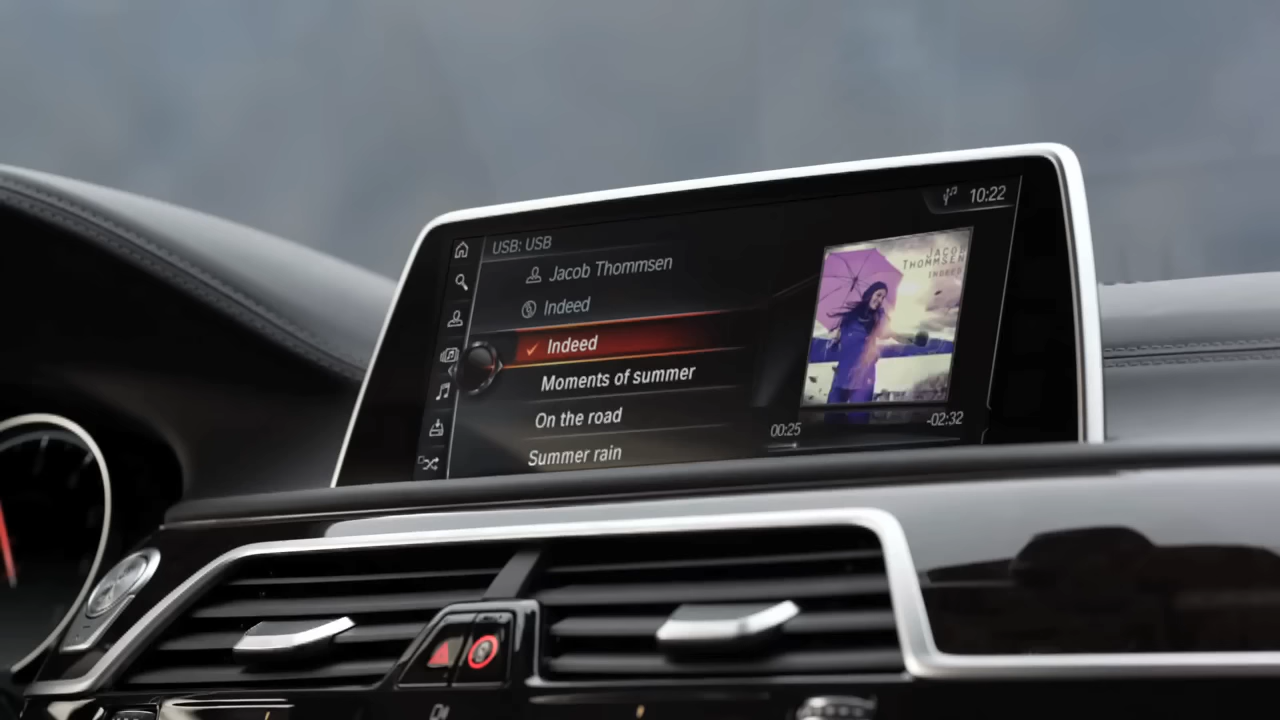 10:22
USB: USB
Jacob Thommsen
Indeed
Indeed
Moments of summer
On the road
Summer rain
JACOB
THOMMSEN
INDEED
00:25
-02:32